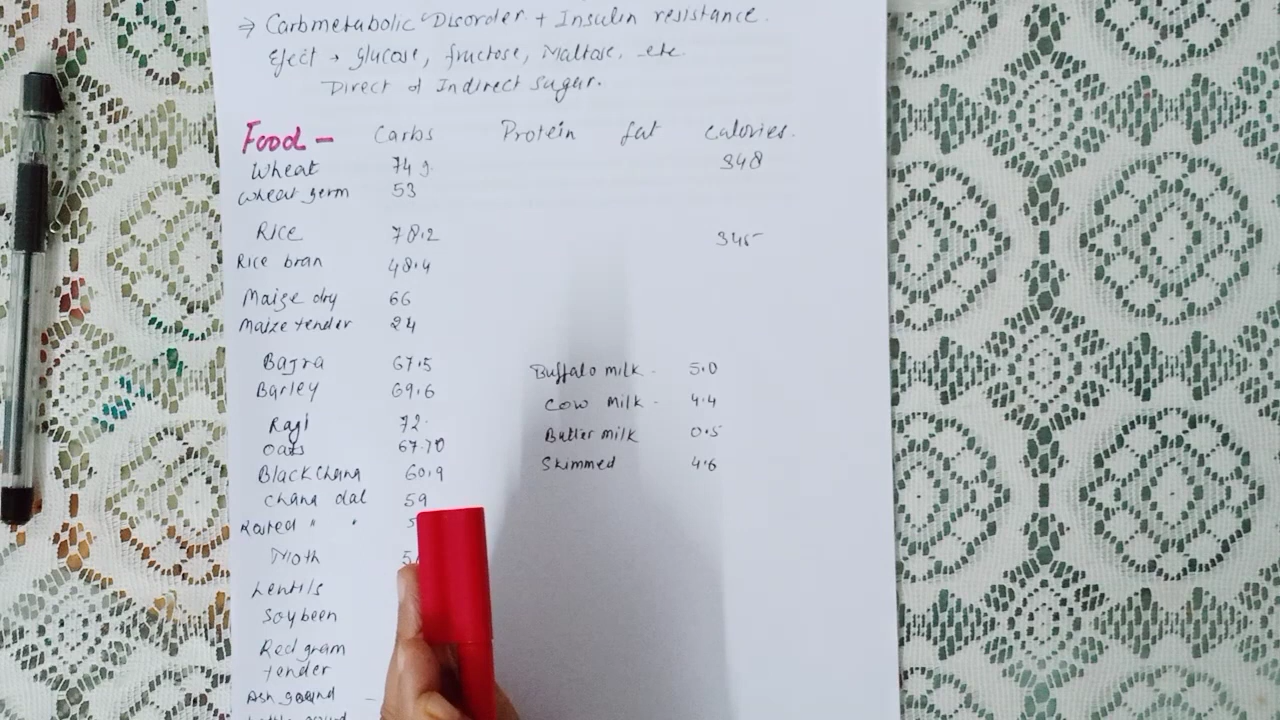 ⇒ Carbmetabolic Disorder + Insulin resistance.
Efect → glucose, fructose, Maltose, etc
Direct or Indirect sugar.
Food - Carbs Protein fat calories.
Wheat 74 g. 348
Wheat germ 53
Rice 78.2 345
Rice bran 48.4
Maize dry 66
Maize tender 24
Bajra 67.5
Barley 69.6
Ragi 72.
Oats 67.70
Black Chana 60.9
Chana dal 59
Rosted " "
Moth
Lentils
Soybeen
Red gram
tender
Ash gourd -
Buffalo milk - 5.0
Cow milk - 4.4
Butter milk 0.5
Skimmed 4.6